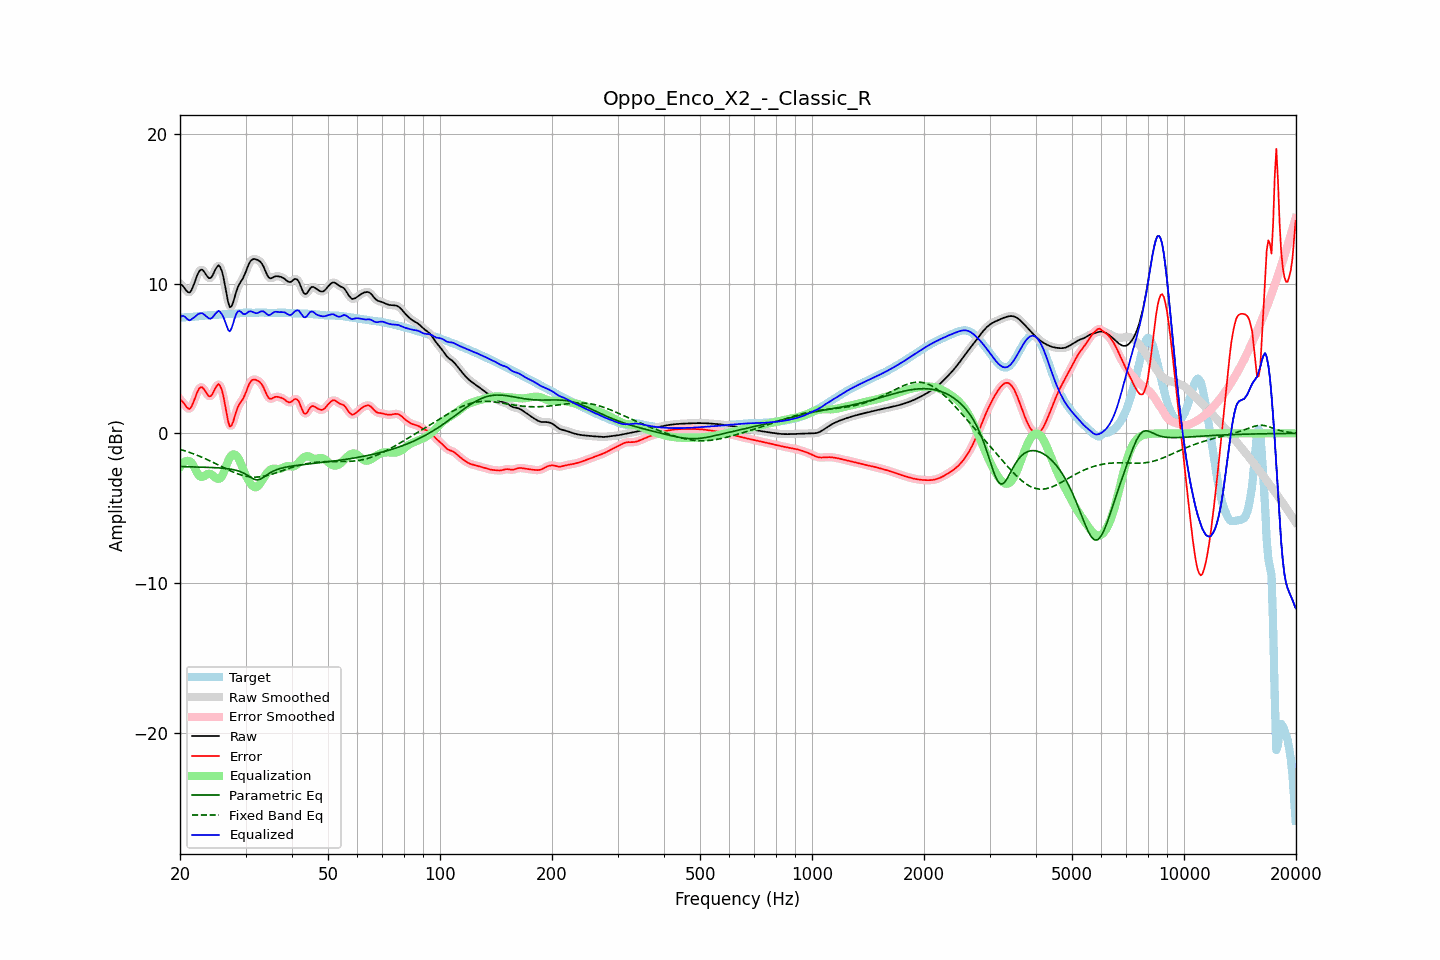 Oppo_Enco_X2_-_Classic_R
Amplitude (dBr)
20
10
0
−10
−20
Target
Raw Smoothed
Error Smoothed
Raw
Error
Equalization
Parametric Eq
Fixed Band Eq
Equalized
20 50 100 200 500 1000 2000 5000 10000 20000
Frequency (Hz)